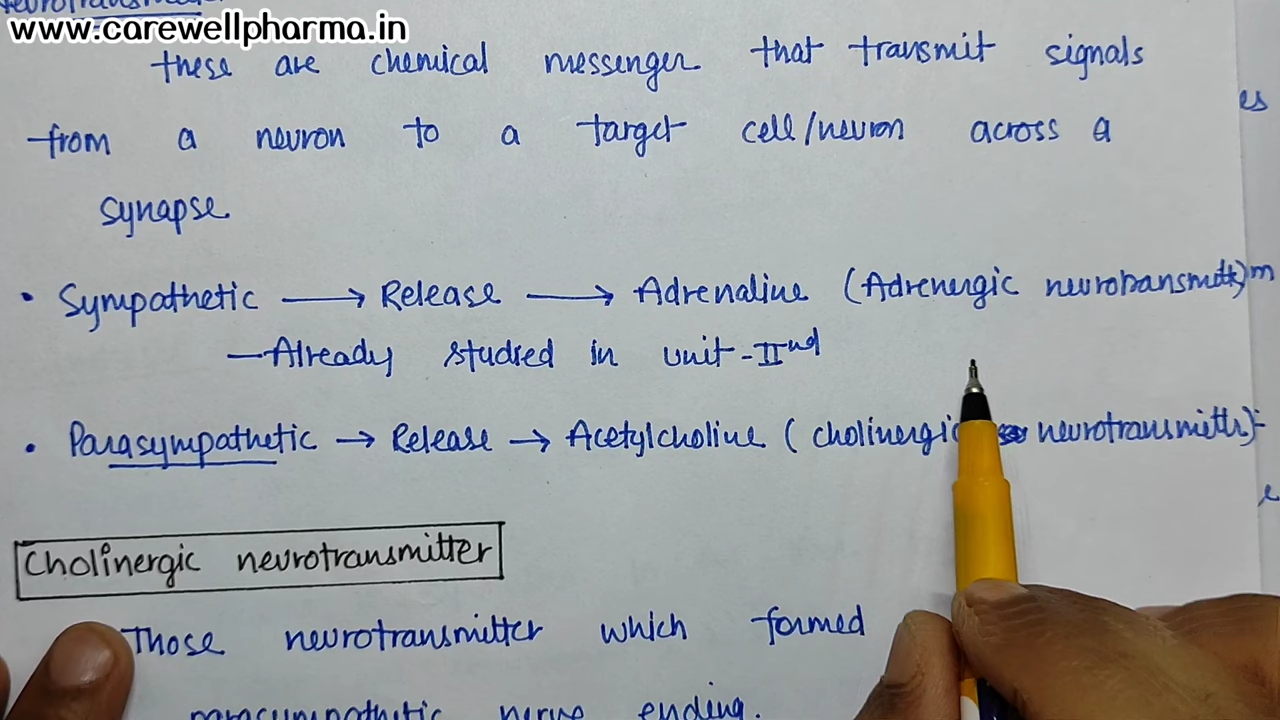 www.carewellpharma.in
these are chemical messenger that transmit signals
from a neuron to a target cell/neuron across a
synapse
• Sympathetic → Release → Adrenaline (Adrenergic
— Already studied in unit-IInd
• Parasympathetic → Release → Acetylcholine (cholinergic
Cholinergic neurotransmitter
Those neurotransmitter which formed
parasympathetic nerve ending.